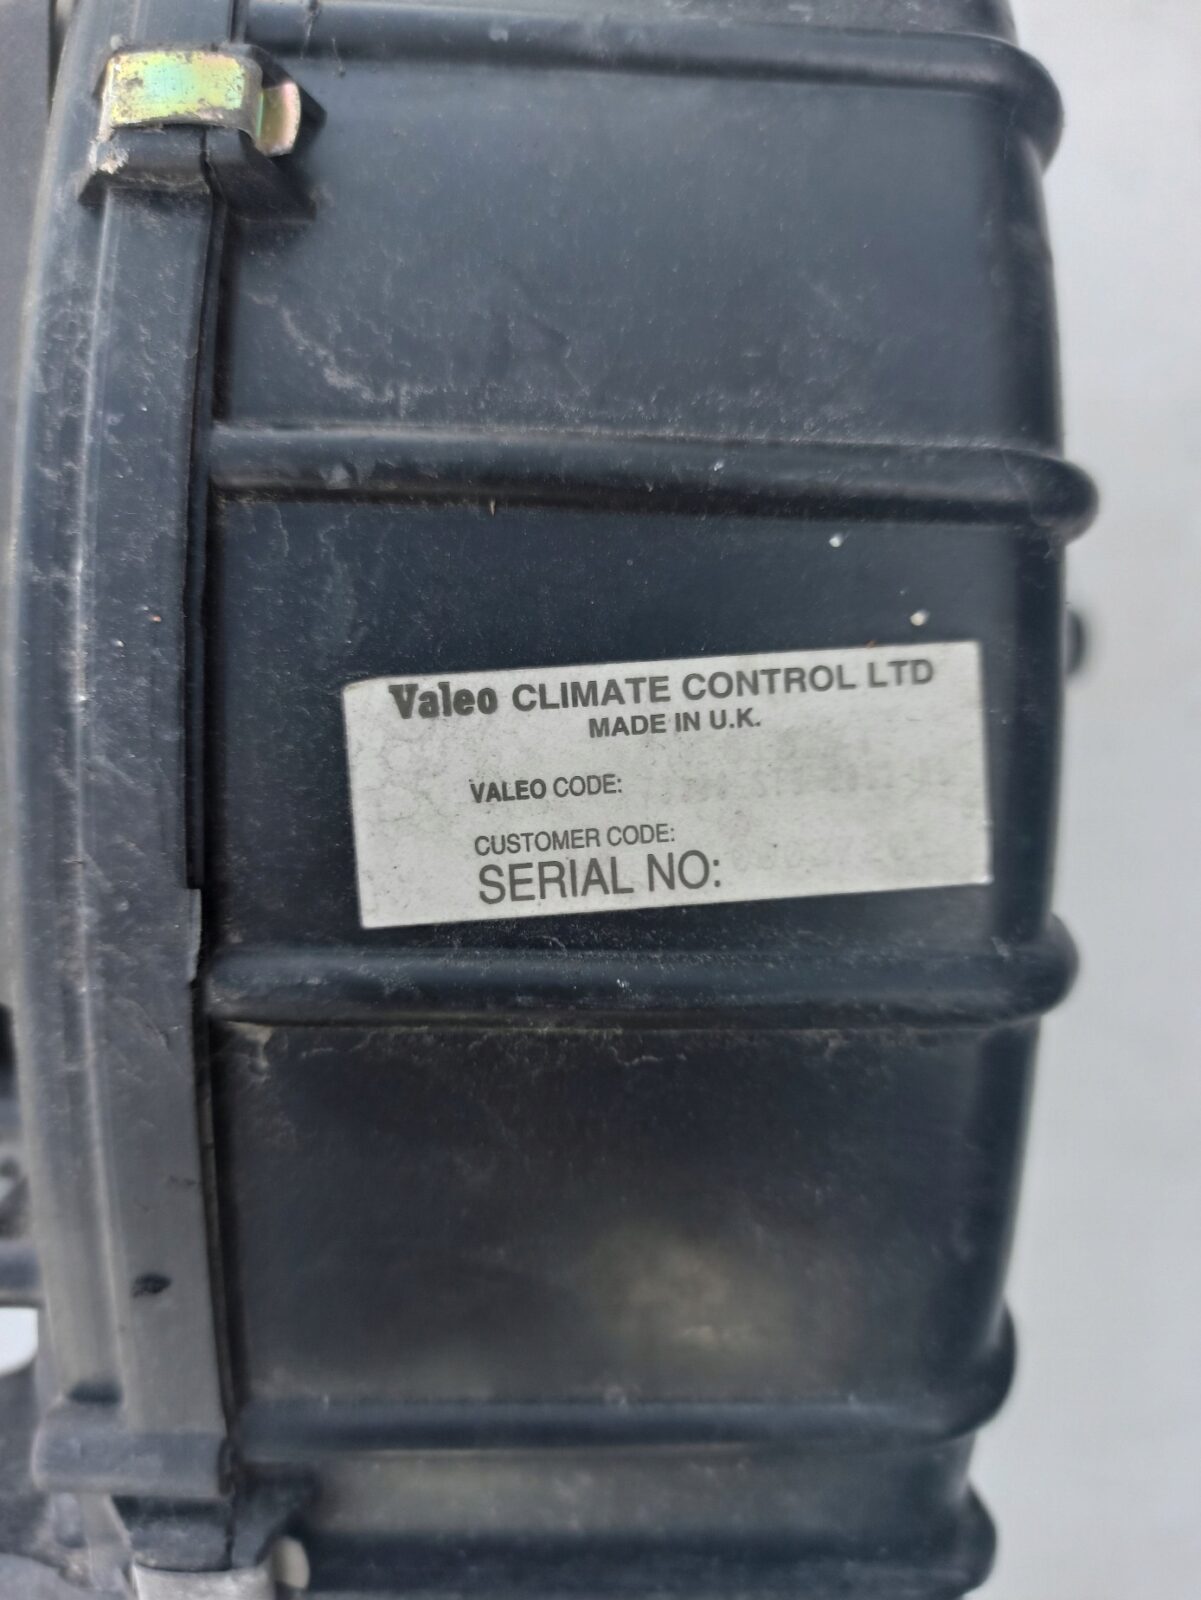 Valeo CLIMATE CONTROL LTD
MADE IN U.K.
VALEO CODE:
CUSTOMER CODE:
SERIAL NO: